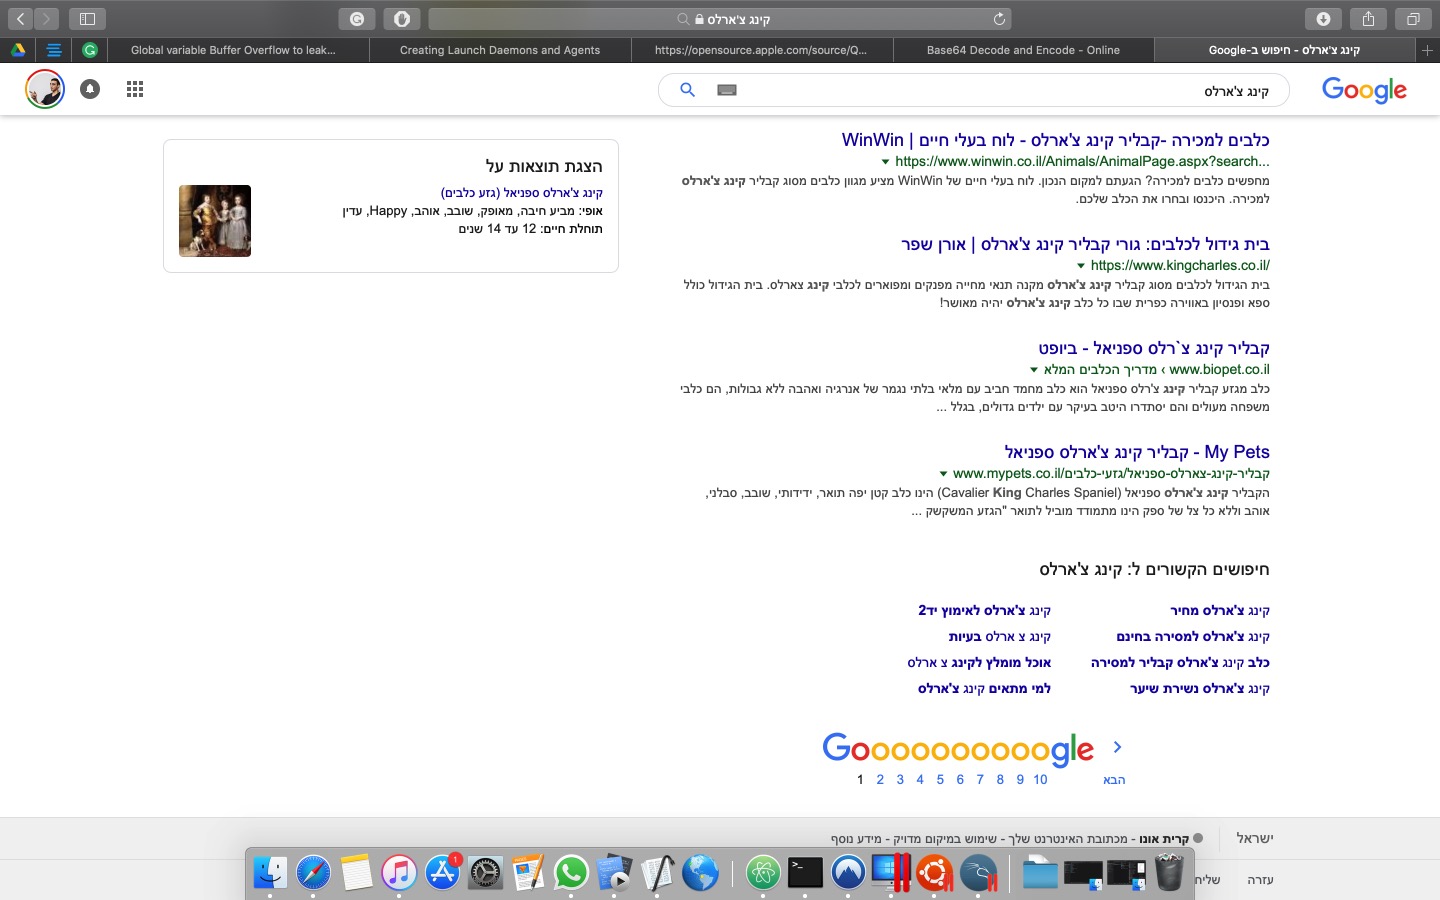 קינג צ'ארלס
Global variable Buffer Overflow to leak...
Creating Launch Daemons and Agents
https://opensource.apple.com/source/Q...
Base64 Decode and Encode - Online
קינג צ'ארלס - חיפוש ב-Google
קינג צ'ארלס
Google
כלבים למכירה -קבליר קינג צ'ארלס - לוח בעלי חיים | WinWin
https://www.winwin.co.il/Animals/AnimalPage.aspx?search...
מחפשים כלבים למכירה? הגעתם למקום הנכון. לוח בעלי חיים של WinWin מציע מגוון כלבים מסוג קבליר קינג צ'ארלס
למכירה. היכנסו ובחרו את הכלב שלכם.
בית גידול לכלבים: גורי קבליר קינג צ'ארלס | אורן שפר
https://www.kingcharles.co.il/
בית הגידול לכלבים מסוג קבליר קינג צ'ארלס מקנה תנאי מחייה מפנקים ומפוארים לכלבי קינג צארלס. בית הגידול כולל
ספא ופנסיון באווירה כפרית שבו כל כלב קינג צ'ארלס יהיה מאושר!
קבליר קינג צ`רלס ספניאל - ביופט
www.biopet.co.il › מדריך הכלבים המלא
כלב מגזע קבליר קינג צ'רלס ספניאל הוא כלב מחמד חביב עם מלאי בלתי נגמר של אנרגיה ואהבה ללא גבולות, הם כלבי
משפחה מעולים והם יסתדרו היטב בעיקר עם ילדים גדולים, בגלל ...
My Pets - קבליר קינג צ'ארלס ספניאל
www.mypets.co.il/קבליר-קינג-צארלס-ספניאל/גזעי-כלבים
הקבליר קינג צ'ארלס ספניאל (Cavalier King Charles Spaniel) הינו כלב קטן יפה תואר, ידידותי, שובב, סבלני,
אוהב וללא כל צל של ספק הינו מתמודד מוביל לתואר "הגזע המשקשק ...
הצגת תוצאות על
קינג צ'ארלס ספניאל (גזע כלבים)
אופי: מביע חיבה, מאופק, שובב, אוהב, Happy, עדין
תוחלת חיים: 12 עד 14 שנים
חיפושים הקשורים ל: קינג צ'ארלס
קינג צ'ארלס מחיר
קינג צ'ארלס לאימוץ יד2
קינג צ'ארלס למסירה בחינם
קינג צ ארלס בעיות
כלב קינג צ'ארלס קבליר למסירה
אוכל מומלץ לקינג צ ארלס
קינג צ'ארלס נשירת שיער
למי מתאים קינג צ'ארלס
Goooooooooogle
1 2 3 4 5 6 7 8 9 10 הבא
ישראל
קרית אונו - מכתובת האינטרנט שלך - שימוש במיקום מדויק - מידע נוסף
עזרה
1